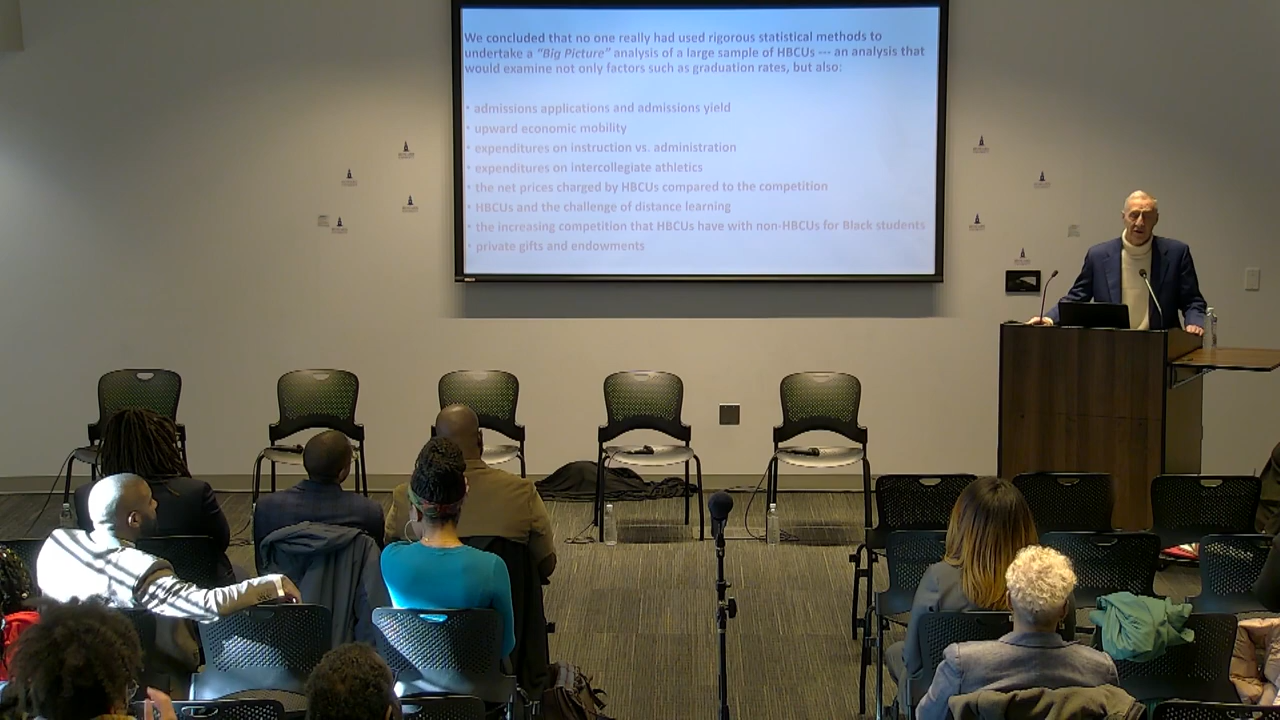 We concluded that no one really had used rigorous statistical methods to
undertake a “Big Picture” analysis of a large sample of HBCUs --- an analysis that
would examine not only factors such as graduation rates, but also:
• admissions applications and admissions yield
• upward economic mobility
• expenditures on instruction vs. administration
• expenditures on intercollegiate athletics
• the net prices charged by HBCUs compared to the competition
• HBCUs and the challenge of distance learning
• the increasing competition that HBCUs have with non-HBCUs for Black students
• private gifts and endowments